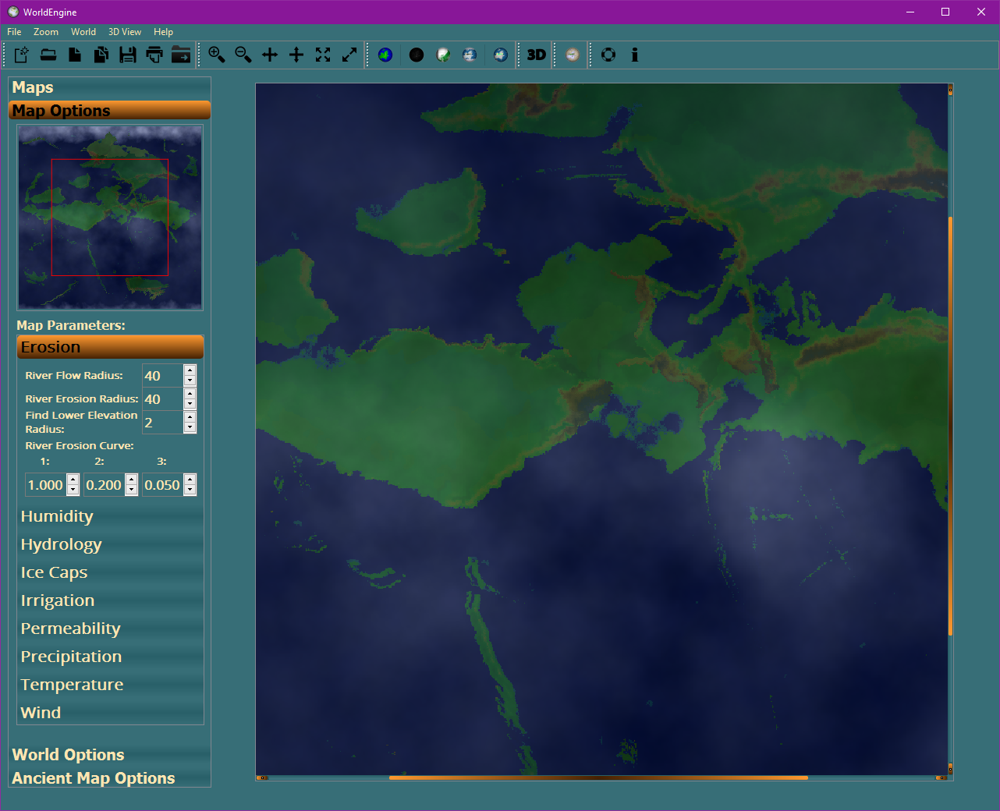 WorldEngine
File Zoom World 3D View Help
3D
Maps
Map Options
Map Parameters:
Erosion
River Flow Radius: 40
River Erosion Radius: 40
Find Lower Elevation
Radius: 2
River Erosion Curve:
1: 2: 3:
1.000 0.200 0.050
Humidity
Hydrology
Ice Caps
Irrigation
Permeability
Precipitation
Temperature
Wind
World Options
Ancient Map Options